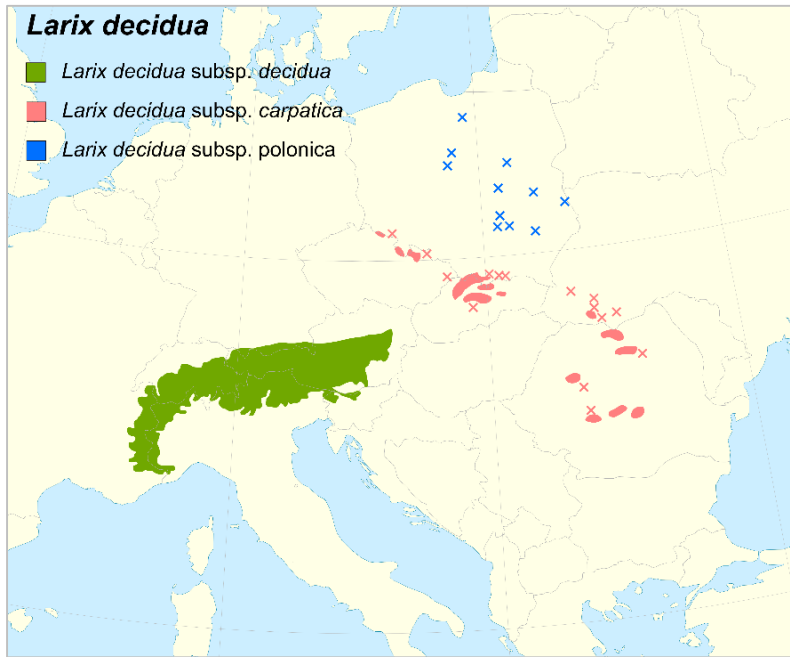 Larix decidua
Larix decidua subsp. decidua
Larix decidua subsp. carpatica
Larix decidua subsp. polonica